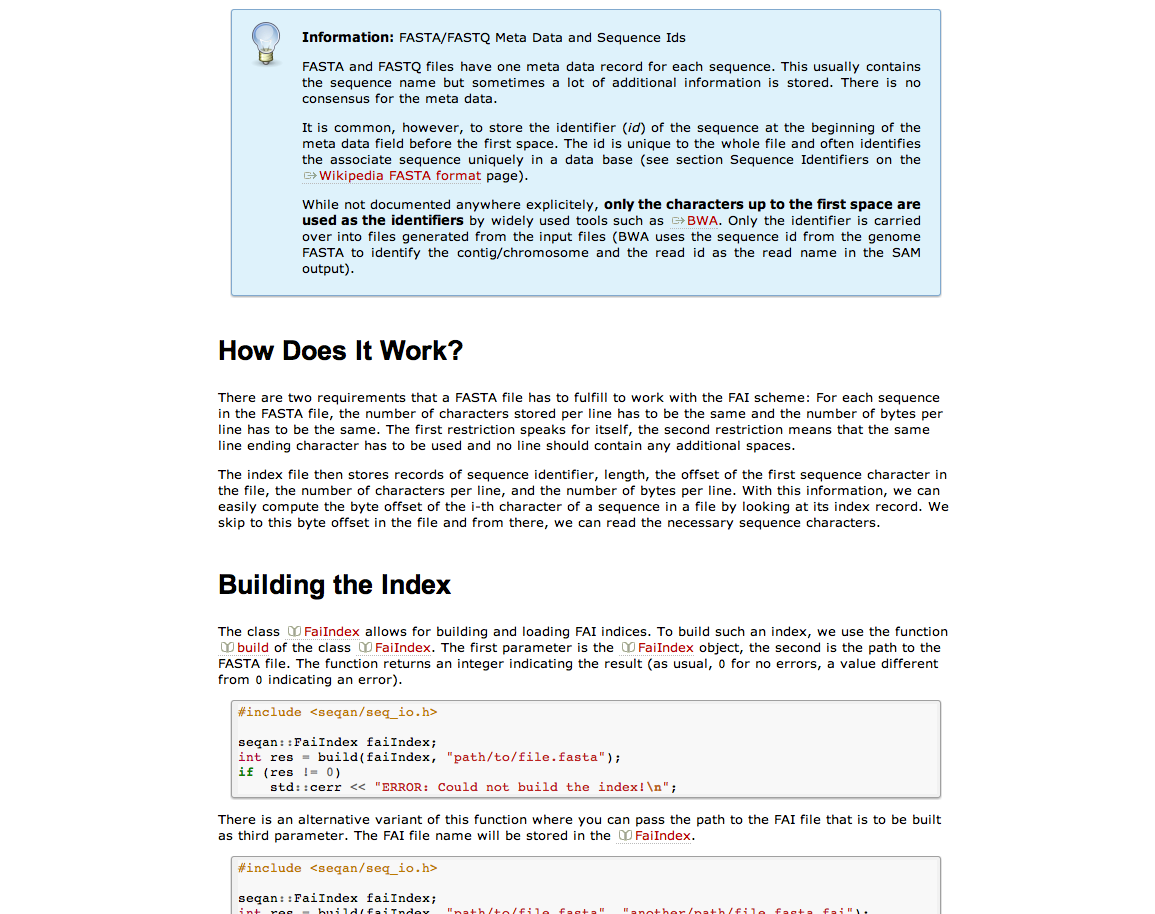 Information: FASTA/FASTQ Meta Data and Sequence Ids
FASTA and FASTQ files have one meta data record for each sequence. This usually contains
the sequence name but sometimes a lot of additional information is stored. There is no
consensus for the meta data.
It is common, however, to store the identifier (id) of the sequence at the beginning of the
meta data field before the first space. The id is unique to the whole file and often identifies
the associate sequence uniquely in a data base (see section Sequence Identifiers on the
Wikipedia FASTA format page).
While not documented anywhere explicitely, only the characters up to the first space are
used as the identifiers by widely used tools such as BWA. Only the identifier is carried
over into files generated from the input files (BWA uses the sequence id from the genome
FASTA to identify the contig/chromosome and the read id as the read name in the SAM
output).
How Does It Work?
There are two requirements that a FASTA file has to fulfill to work with the FAI scheme: For each sequence
in the FASTA file, the number of characters stored per line has to be the same and the number of bytes per
line has to be the same. The first restriction speaks for itself, the second restriction means that the same
line ending character has to be used and no line should contain any additional spaces.
The index file then stores records of sequence identifier, length, the offset of the first sequence character in
the file, the number of characters per line, and the number of bytes per line. With this information, we can
easily compute the byte offset of the i-th character of a sequence in a file by looking at its index record. We
skip to this byte offset in the file and from there, we can read the necessary sequence characters.
Building the Index
The class FaiIndex allows for building and loading FAI indices. To build such an index, we use the function
build of the class FaiIndex. The first parameter is the FaiIndex object, the second is the path to the
FASTA file. The function returns an integer indicating the result (as usual, 0 for no errors, a value different
from 0 indicating an error).
#include <seqan/seq_io.h>
seqan::FaiIndex faiIndex;
int res = build(faiIndex, "path/to/file.fasta");
if (res != 0)
    std::cerr << "ERROR: Could not build the index!\n";
There is an alternative variant of this function where you can pass the path to the FAI file that is to be built
as third parameter. The FAI file name will be stored in the FaiIndex.
#include <seqan/seq_io.h>
seqan::FaiIndex faiIndex;
int res = build(faiIndex, "path/to/file.fasta", "another/path/file.fasta.fai");